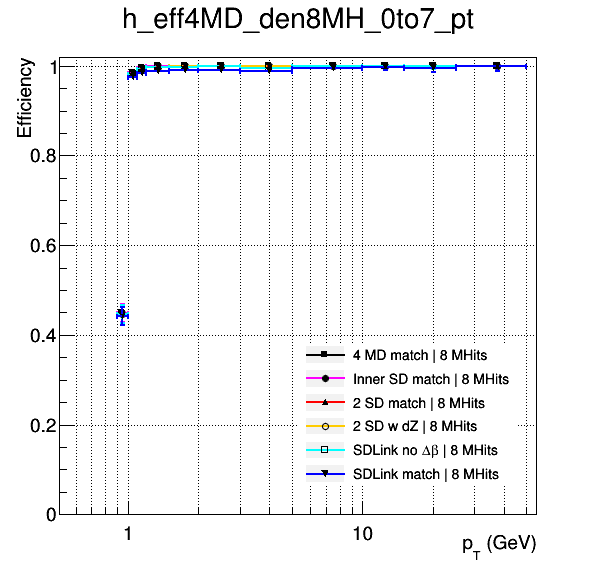 h_eff4MD_den8MH_0to7_pt
Efficiency
1
0.8
0.6
0.4
0.2
0
4 MD match | 8 MHits
Inner SD match | 8 MHits
2 SD match | 8 MHits
2 SD w dZ | 8 MHits
SDLink no Δβ | 8 MHits
SDLink match | 8 MHits
1
10
p_T (GeV)